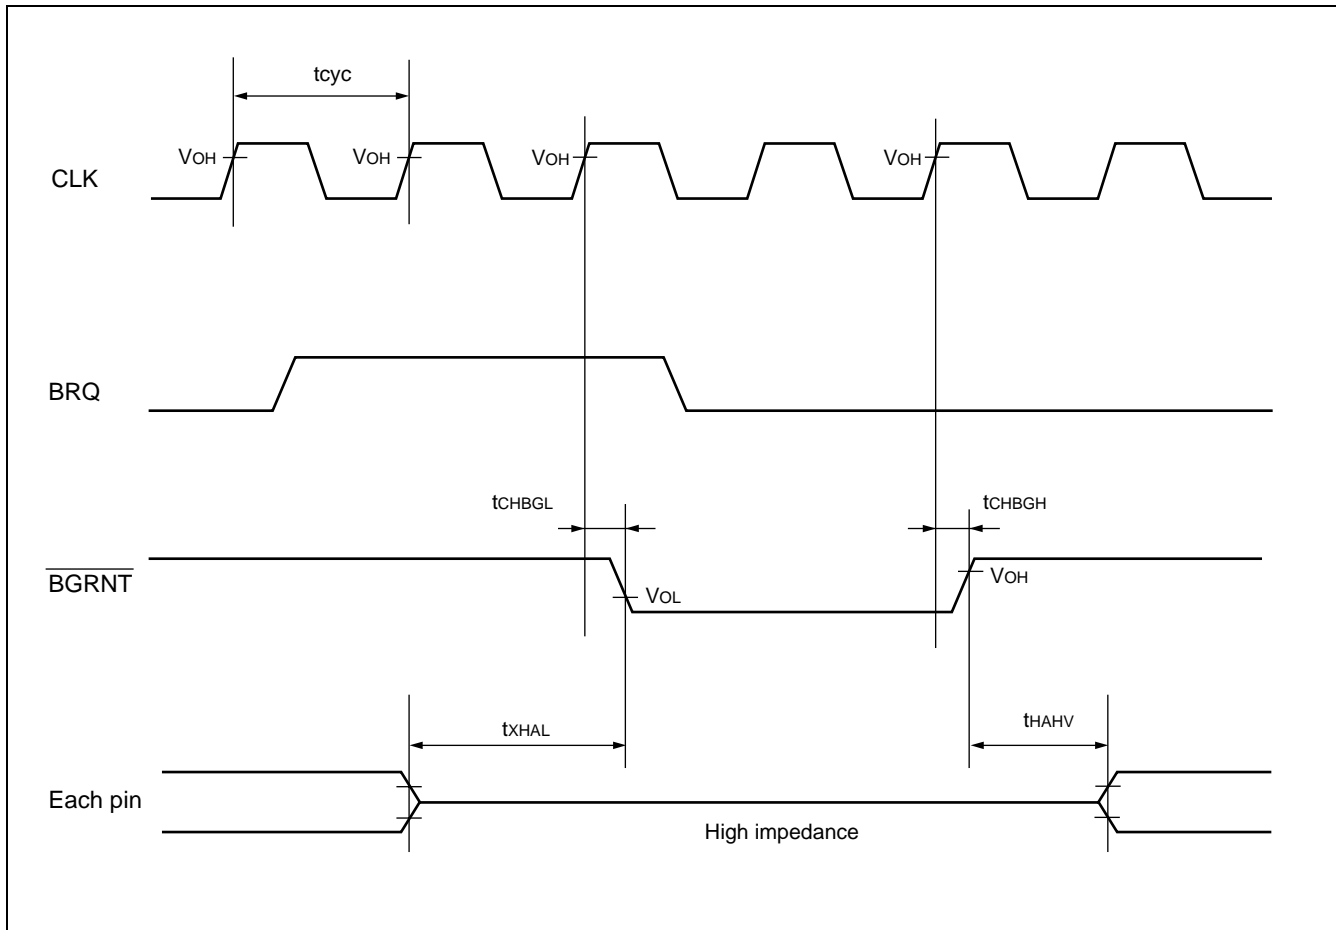 tcyc
VOH
VOH
VOH
VOH
CLK
BRQ
tCHBGL
tCHBGH
BGRNT
VOL
VOH
tXHAL
tHAHV
Each pin
High impedance